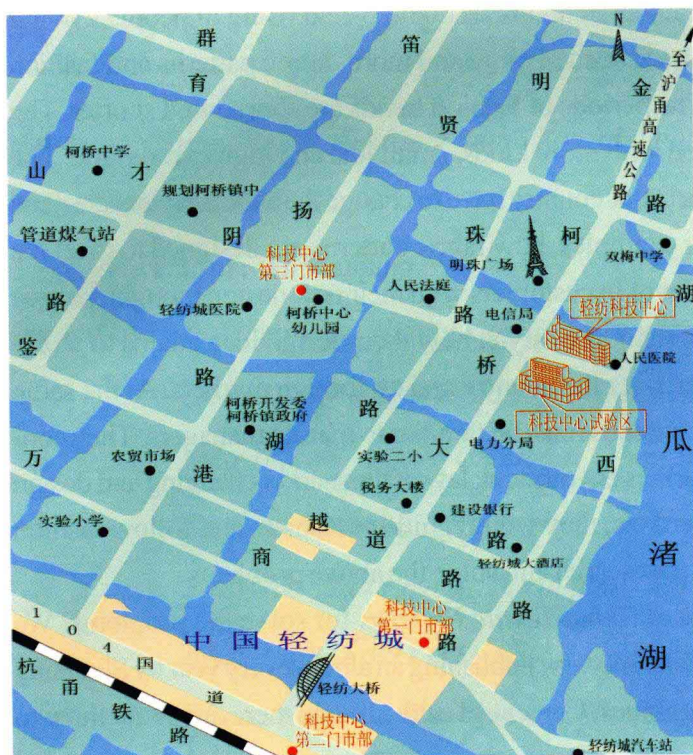 N
至沪甬高速公路
群贤路
笛扬路
育才路
明珠路
金柯桥大道
山阴路
鉴湖路
港越路
万商路
湖西路
柯桥中学
规划柯桥镇中
管道煤气站
科技中心
第三门市部
轻纺城医院
柯桥中心
幼儿园
人民法庭
明珠广场
电信局
双梅中学
轻纺科技中心
人民医院
科技中心试验区
柯桥开发委
柯桥镇政府
实验二小
电力分局
农贸市场
税务大楼
建设银行
实验小学
轻纺城大酒店
瓜渚湖
科技中心
第一门市部
中国轻纺城
104国道
轻纺大桥
杭甬铁路
科技中心
第二门市部
轻纺城汽车站